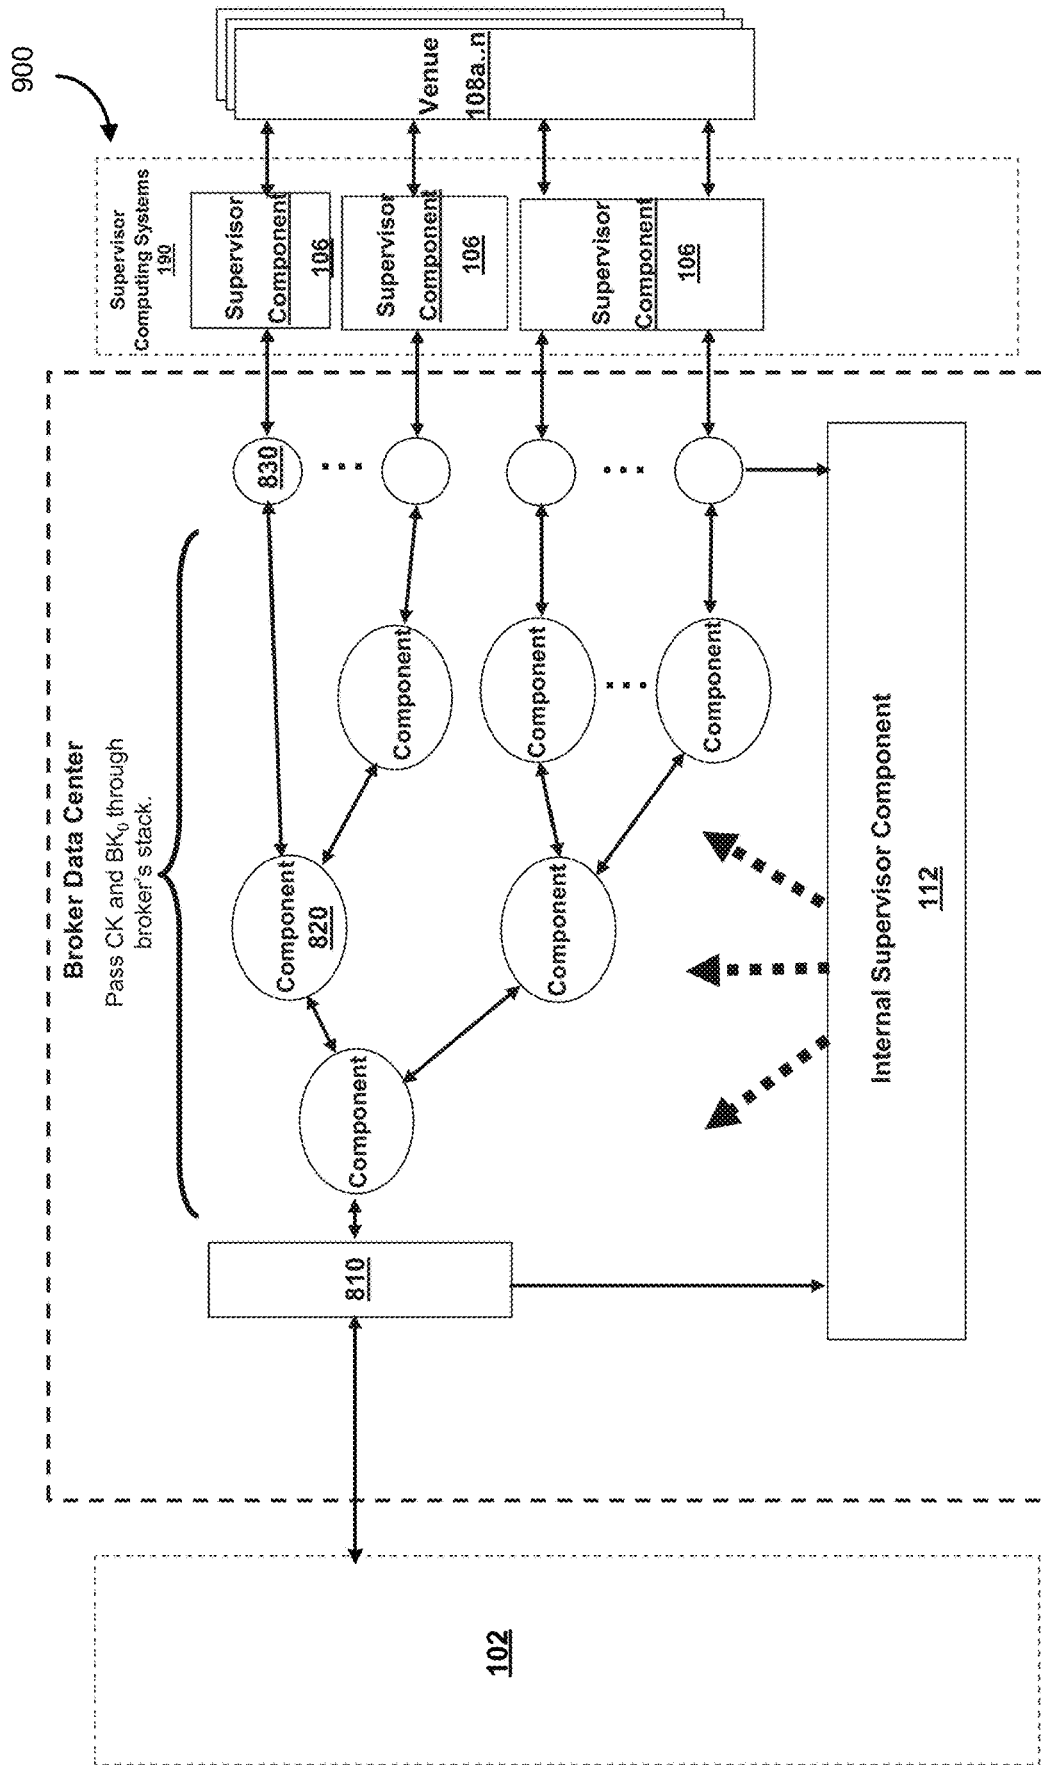 900
Supervisor
Computing Systems
190
Venue
108a..n
Supervisor
Component
106
Supervisor
Component
106
Supervisor
Component
106
Broker Data Center
Pass CK and BK₀ through
broker's stack.
830
Component
Component
Component
Component
820
Component
Component
810
Internal Supervisor Component
112
102